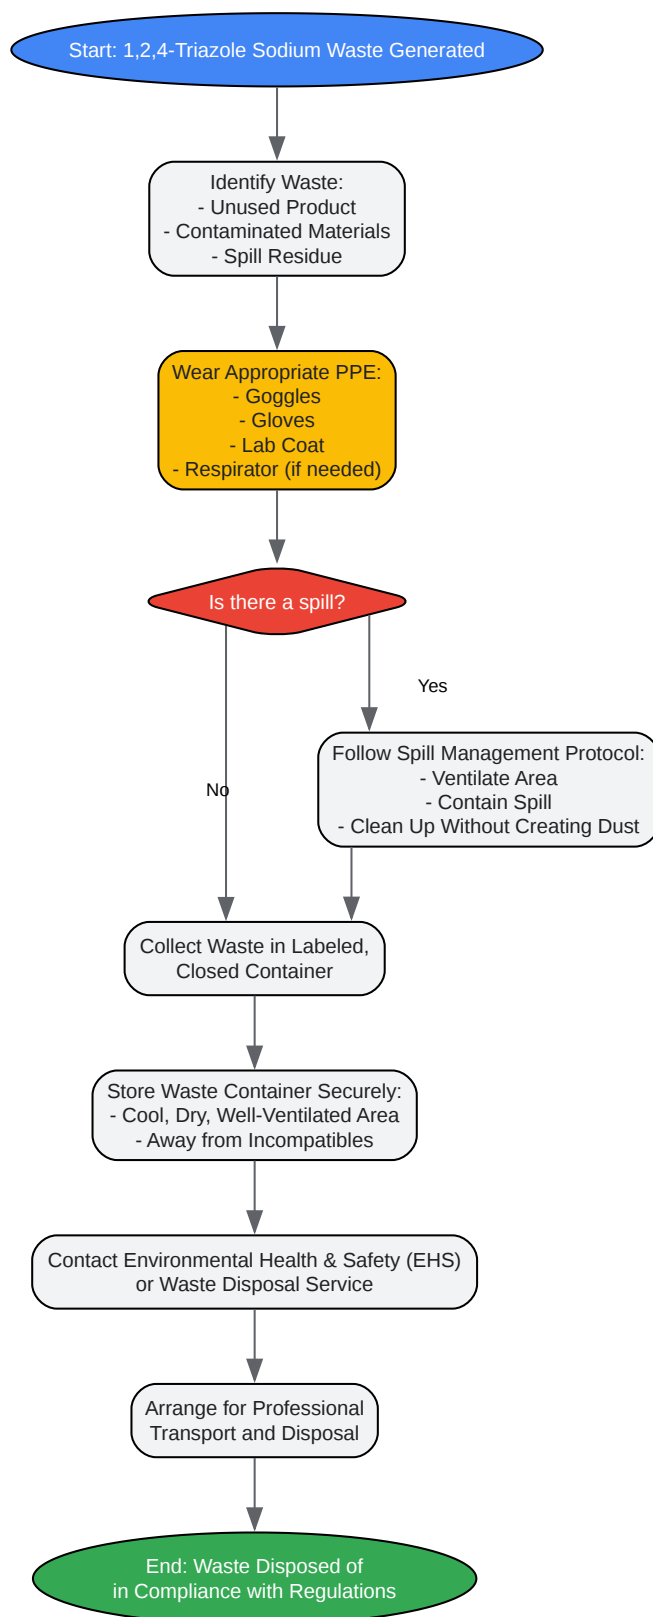 Start: 1,2,4-Triazole Sodium Waste Generated
Identify Waste:
- Unused Product
- Contaminated Materials
- Spill Residue
Wear Appropriate PPE:
- Goggles
- Gloves
- Lab Coat
- Respirator (if needed)
Is there a spill?
Yes
Follow Spill Management Protocol:
- Ventilate Area
- Contain Spill
- Clean Up Without Creating Dust
No
Collect Waste in Labeled,
Closed Container
Store Waste Container Securely:
- Cool, Dry, Well-Ventilated Area
- Away from Incompatibles
Contact Environmental Health & Safety (EHS)
or Waste Disposal Service
Arrange for Professional
Transport and Disposal
End: Waste Disposed of
in Compliance with Regulations